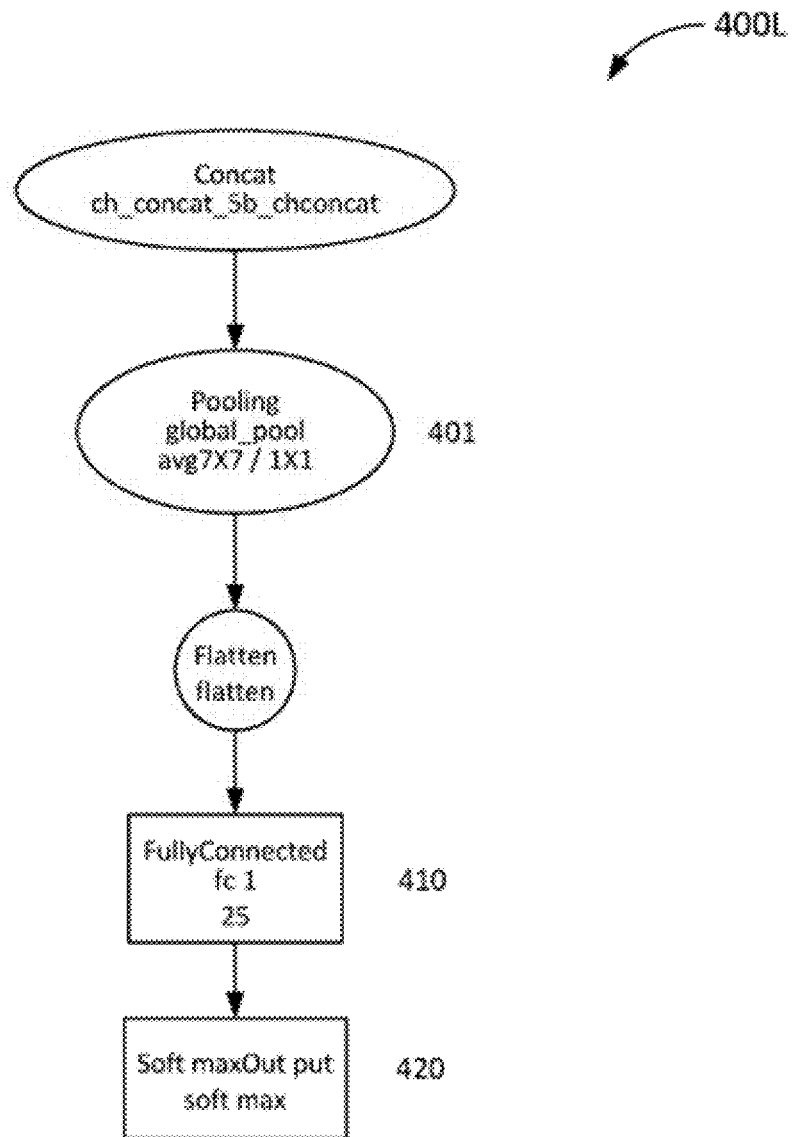 400L
Concat
ch_concat_5b_chconcat
Pooling
global_pool
avg7X7 / 1X1
401
Flatten
flatten
FullyConnected
fc 1
25
410
Soft maxOut put
soft max
420